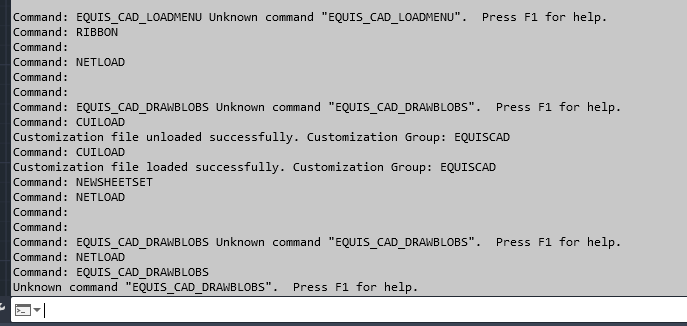 Command: EQUIS_CAD_LOADMENU Unknown command "EQUIS_CAD_LOADMENU".  Press F1 for help.
Command: RIBBON
Command:
Command: NETLOAD
Command:
Command:
Command: EQUIS_CAD_DRAWBLOBS Unknown command "EQUIS_CAD_DRAWBLOBS".  Press F1 for help.
Command: CUILOAD
Customization file unloaded successfully. Customization Group: EQUISCAD
Command: CUILOAD
Customization file loaded successfully. Customization Group: EQUISCAD
Command: NEWSHEETSET
Command: NETLOAD
Command:
Command:
Command: EQUIS_CAD_DRAWBLOBS Unknown command "EQUIS_CAD_DRAWBLOBS".  Press F1 for help.
Command: NETLOAD
Command: EQUIS_CAD_DRAWBLOBS
Unknown command "EQUIS_CAD_DRAWBLOBS".  Press F1 for help.